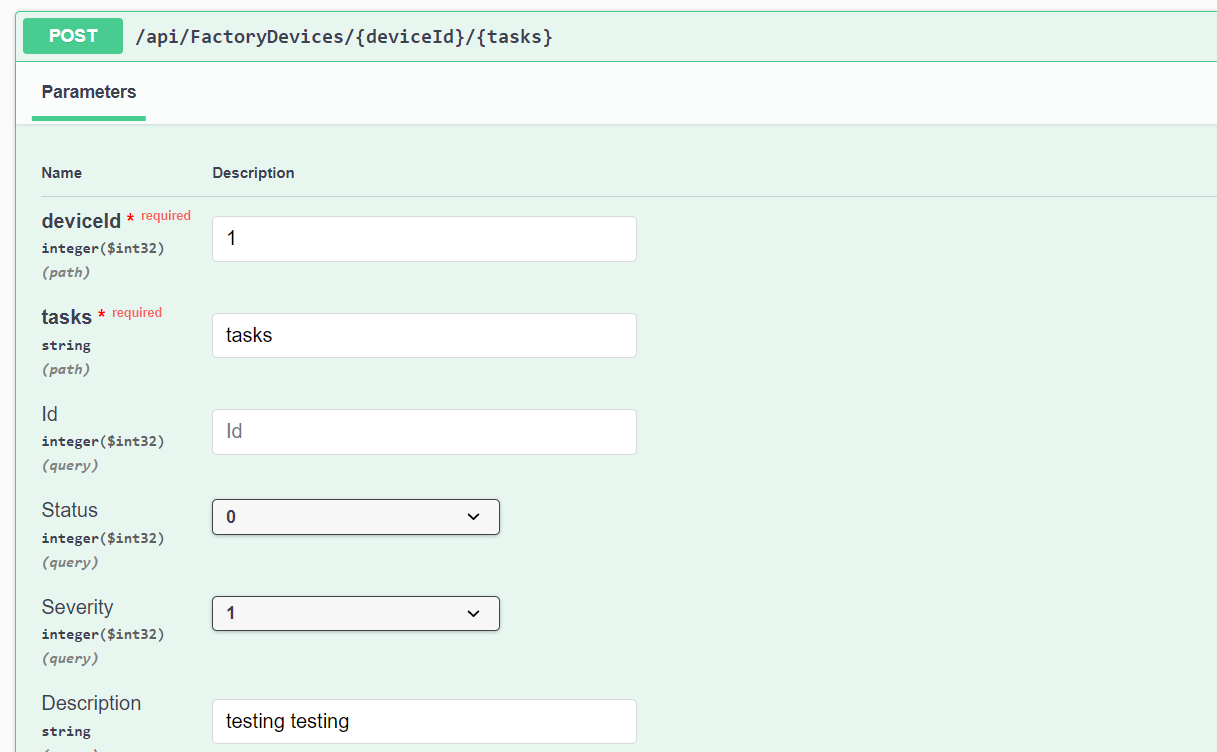 POST /api/FactoryDevices/{deviceId}/{tasks}
Parameters
Name Description
deviceId * required
integer($int32)
(path)
1
tasks * required
string
(path)
tasks
Id
integer($int32)
(query)
Id
Status
integer($int32)
(query)
0
Severity
integer($int32)
(query)
1
Description
string
testing testing